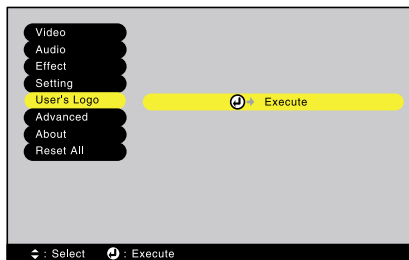 Video
Audio
Effect
Setting
User's Logo
Execute
Advanced
About
Reset All
: Select : Execute